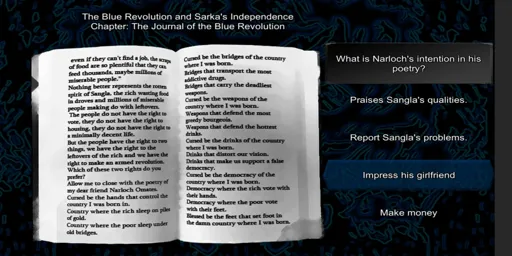 The Blue Revolution and Sarka's Independence
Chapter: The Journal of the Blue Revolution
even if they can't find a job, the scraps
of food are so plentiful that they can
feed thousands, maybe millions of
miserable people."
Nothing better represents the rotten
spirit of Sangla, the rich wasting food
in droves and millions of miserable
people making do with leftovers.
The people do not have the right to
vote, they do not have the right to
housing, they do not have the right to
a minimally decent life.
But the people have the right to two
things, we have the right to the
leftovers of the rich and we have the
right to make an armed revolution.
Which of these two rights do you
prefer?
Allow me to close with the poetry of
my dear friend Narloch Omates.
Cursed be the hands that control the
country I was born in.
Country where the rich sleep on piles
of gold.
Country where the poor sleep under
old bridges.
Cursed be the bridges of the country
where I was born.
Bridges that transport the most
addictive drugs.
Bridges that carry the deadliest
weapons.
Cursed be the weapons of the
country where I was born.
Weapons that defend the most
greedy bourgeois.
Weapons that defend the hottest
drinks.
Cursed be the drinks of the country
where I was born.
Drinks that distort our vision.
Drinks that make us support a false
democracy.
Cursed be the democracy of the
country where I was born.
Democracy where the rich vote with
their hands.
Democracy where the poor vote
with their feet.
Blessed be the feet that set foot in
the damn country where I was born.
What is Narloch's intention in his
poetry?
Praises Sangla's qualities.
Report Sangla's problems.
Impress his girlfriend
Make money